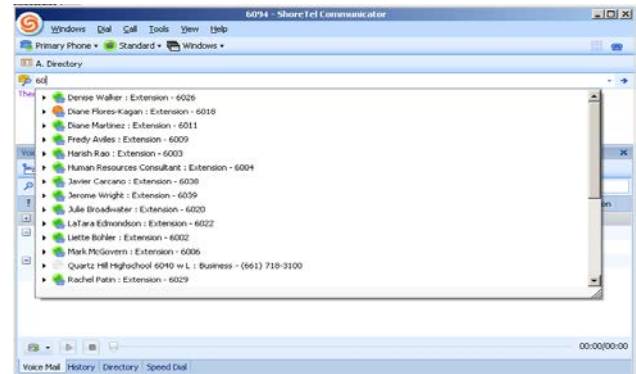 6094 - ShoreTel Communicator
Windows Dial Call Tools View Help
Primary Phone Standard Windows
A. Directory
60
Denise Walker : Extension - 6026
Diane Flores-Kagan : Extension - 6018
Diane Martinez : Extension - 6011
Fredy Aviles : Extension - 6009
Harish Rao : Extension - 6003
Human Resources Consultant : Extension - 6004
Javier Carcano : Extension - 6038
Jerome Wright : Extension - 6039
Julie Broadwater : Extension - 6020
LaTara Edmondson : Extension - 6022
Liette Bohler : Extension - 6002
Mark McGovern : Extension - 6006
Quartz Hill Highschool 6040 w L : Business - (661) 718-3100
Rachel Patin : Extension - 6029
00:00/00:00
Voice Mail History Directory Speed Dial